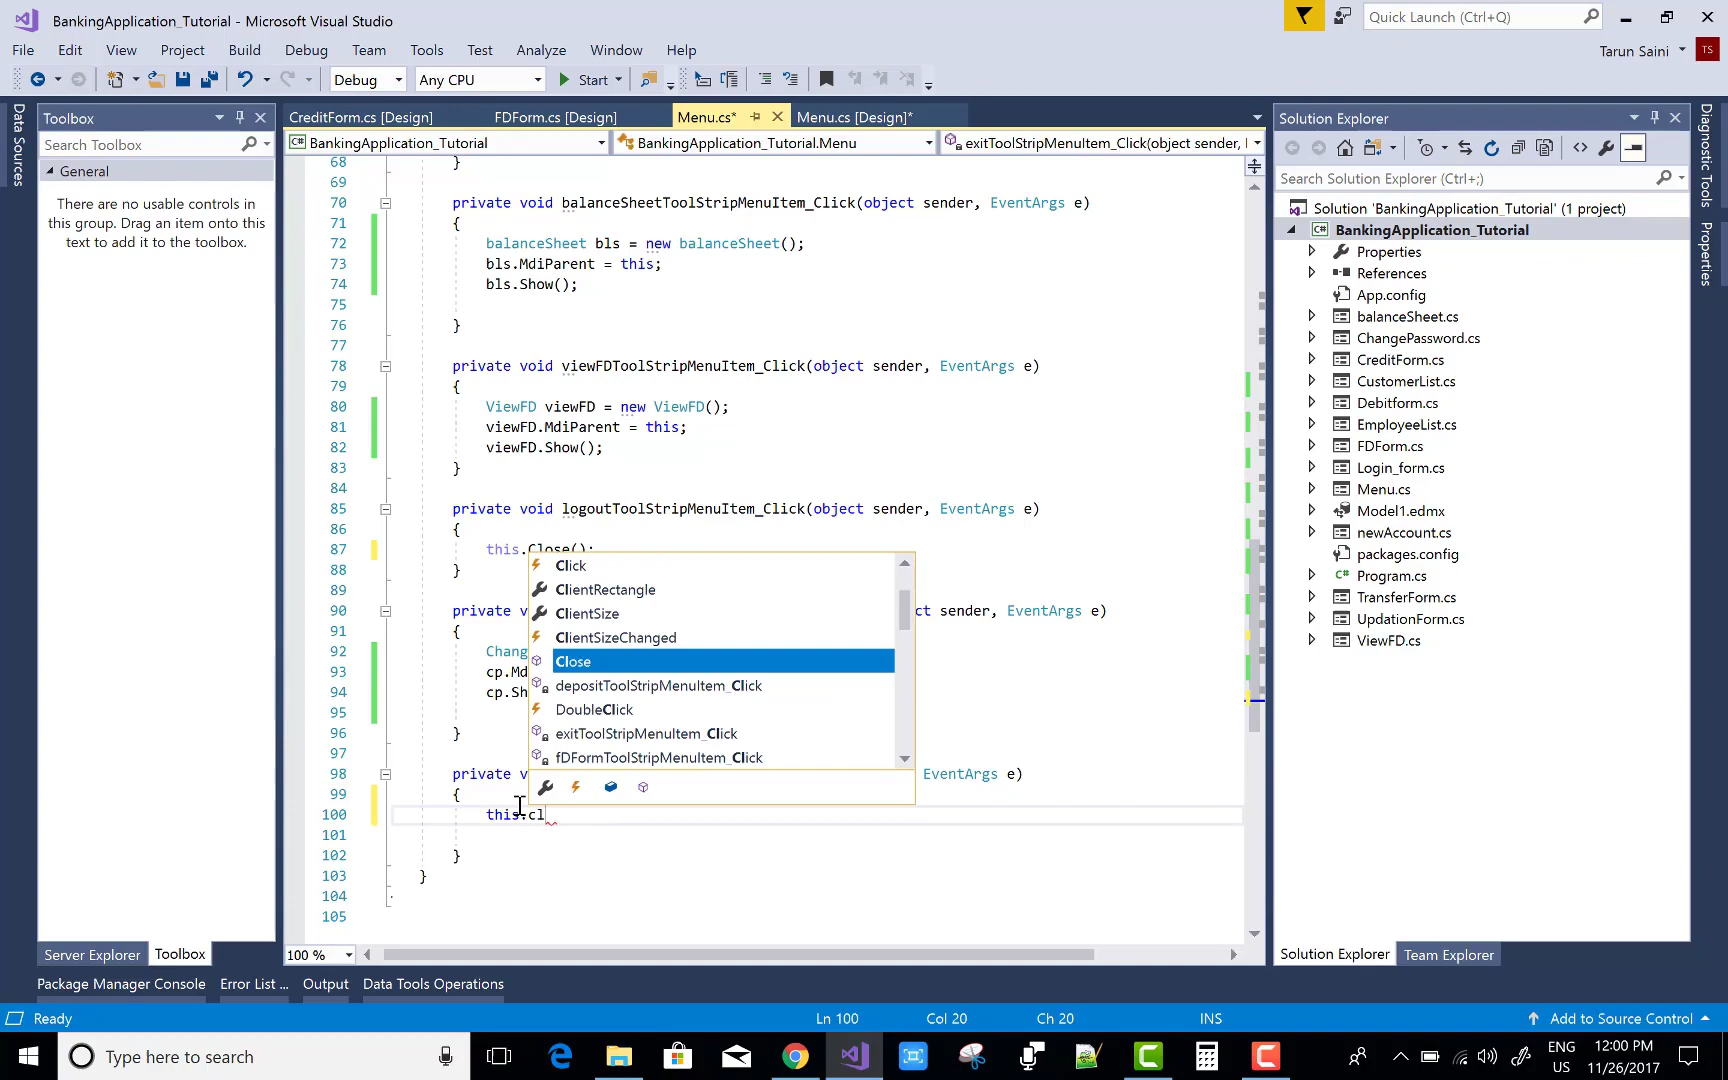 BankingApplication_Tutorial - Microsoft Visual Studio
Quick Launch (Ctrl+Q)
File Edit View Project Build Debug Team Tools Test Analyze Window Help
Tarun Saini TS
Debug Any CPU Start
Data Sources
Toolbox
Search Toolbox
General
There are no usable controls in
this group. Drag an item onto this
text to add it to the toolbox.
Server Explorer Toolbox
CreditForm.cs [Design] FDForm.cs [Design] Menu.cs* Menu.cs [Design]*
BankingApplication_Tutorial BankingApplication_Tutorial.Menu exitToolStripMenuItem_Click(object sender,
68 }
69
70 private void balanceSheetToolStripMenuItem_Click(object sender, EventArgs e)
71 {
72 balanceSheet bls = new balanceSheet();
73 bls.MdiParent = this;
74 bls.Show();
75
76 }
77
78 private void viewFDToolStripMenuItem_Click(object sender, EventArgs e)
79 {
80 ViewFD viewFD = new ViewFD();
81 viewFD.MdiParent = this;
82 viewFD.Show();
83 }
84
85 private void logoutToolStripMenuItem_Click(object sender, EventArgs e)
86 {
87 this.Close();
88 }
89
90 private v ct sender, EventArgs e)
91 {
92 Chang
93 cp.Md
94 cp.Sh
95
96 }
97
98 private v EventArgs e)
99 {
100 this.cl
101
102 }
103 }
104
105
Click
ClientRectangle
ClientSize
ClientSizeChanged
Close
depositToolStripMenuItem_Click
DoubleClick
exitToolStripMenuItem_Click
fDFormToolStripMenuItem_Click
100 %
Solution Explorer
Search Solution Explorer (Ctrl+;)
Solution 'BankingApplication_Tutorial' (1 project)
BankingApplication_Tutorial
Properties
References
App.config
balanceSheet.cs
ChangePassword.cs
CreditForm.cs
CustomerList.cs
Debitform.cs
EmployeeList.cs
FDForm.cs
Login_form.cs
Menu.cs
Model1.edmx
newAccount.cs
packages.config
C# Program.cs
TransferForm.cs
UpdationForm.cs
ViewFD.cs
Solution Explorer Team Explorer
Diagnostic Tools
Properties
Package Manager Console Error List ... Output Data Tools Operations
Ready Ln 100 Col 20 Ch 20 INS Add to Source Control
Type here to search
ENG
US
12:00 PM
11/26/2017